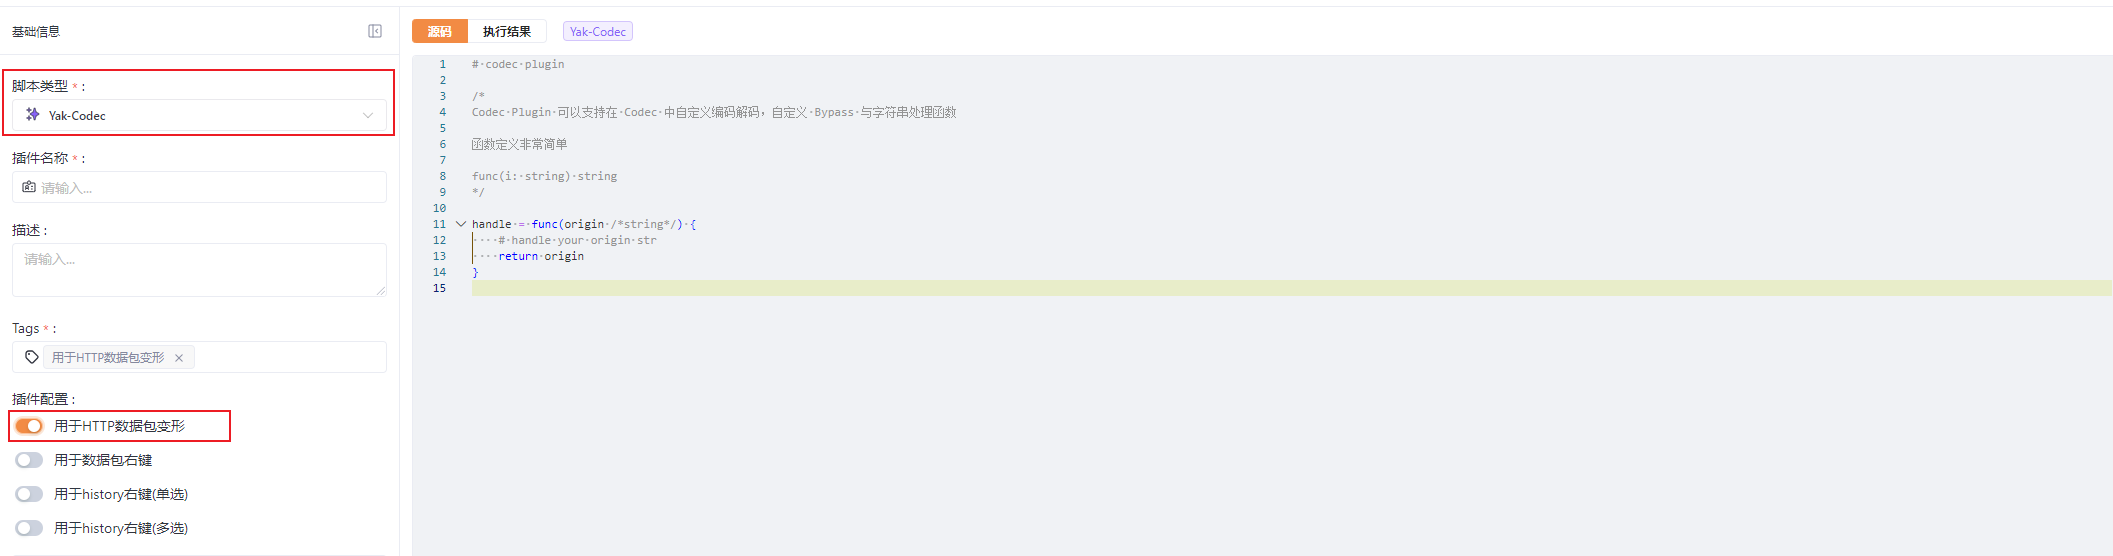 基础信息
脚本类型 * :
Yak-Codec
插件名称 * :
请输入...
描述 :
请输入...
Tags * :
用于HTTP数据包变形 ×
插件配置 :
用于HTTP数据包变形
用于数据包右键
用于history右键(单选)
用于history右键(多选)
源码 执行结果 Yak-Codec
1 # codec plugin
2
3 /*
4 Codec Plugin 可以支持在 Codec 中自定义编码解码，自定义 Bypass 与字符串处理函数
5
6 函数定义非常简单
7
8 func(i: string) string
9 */
10
11 handle = func(origin /*string*/) {
12     # handle your origin str
13     return origin
14 }
15